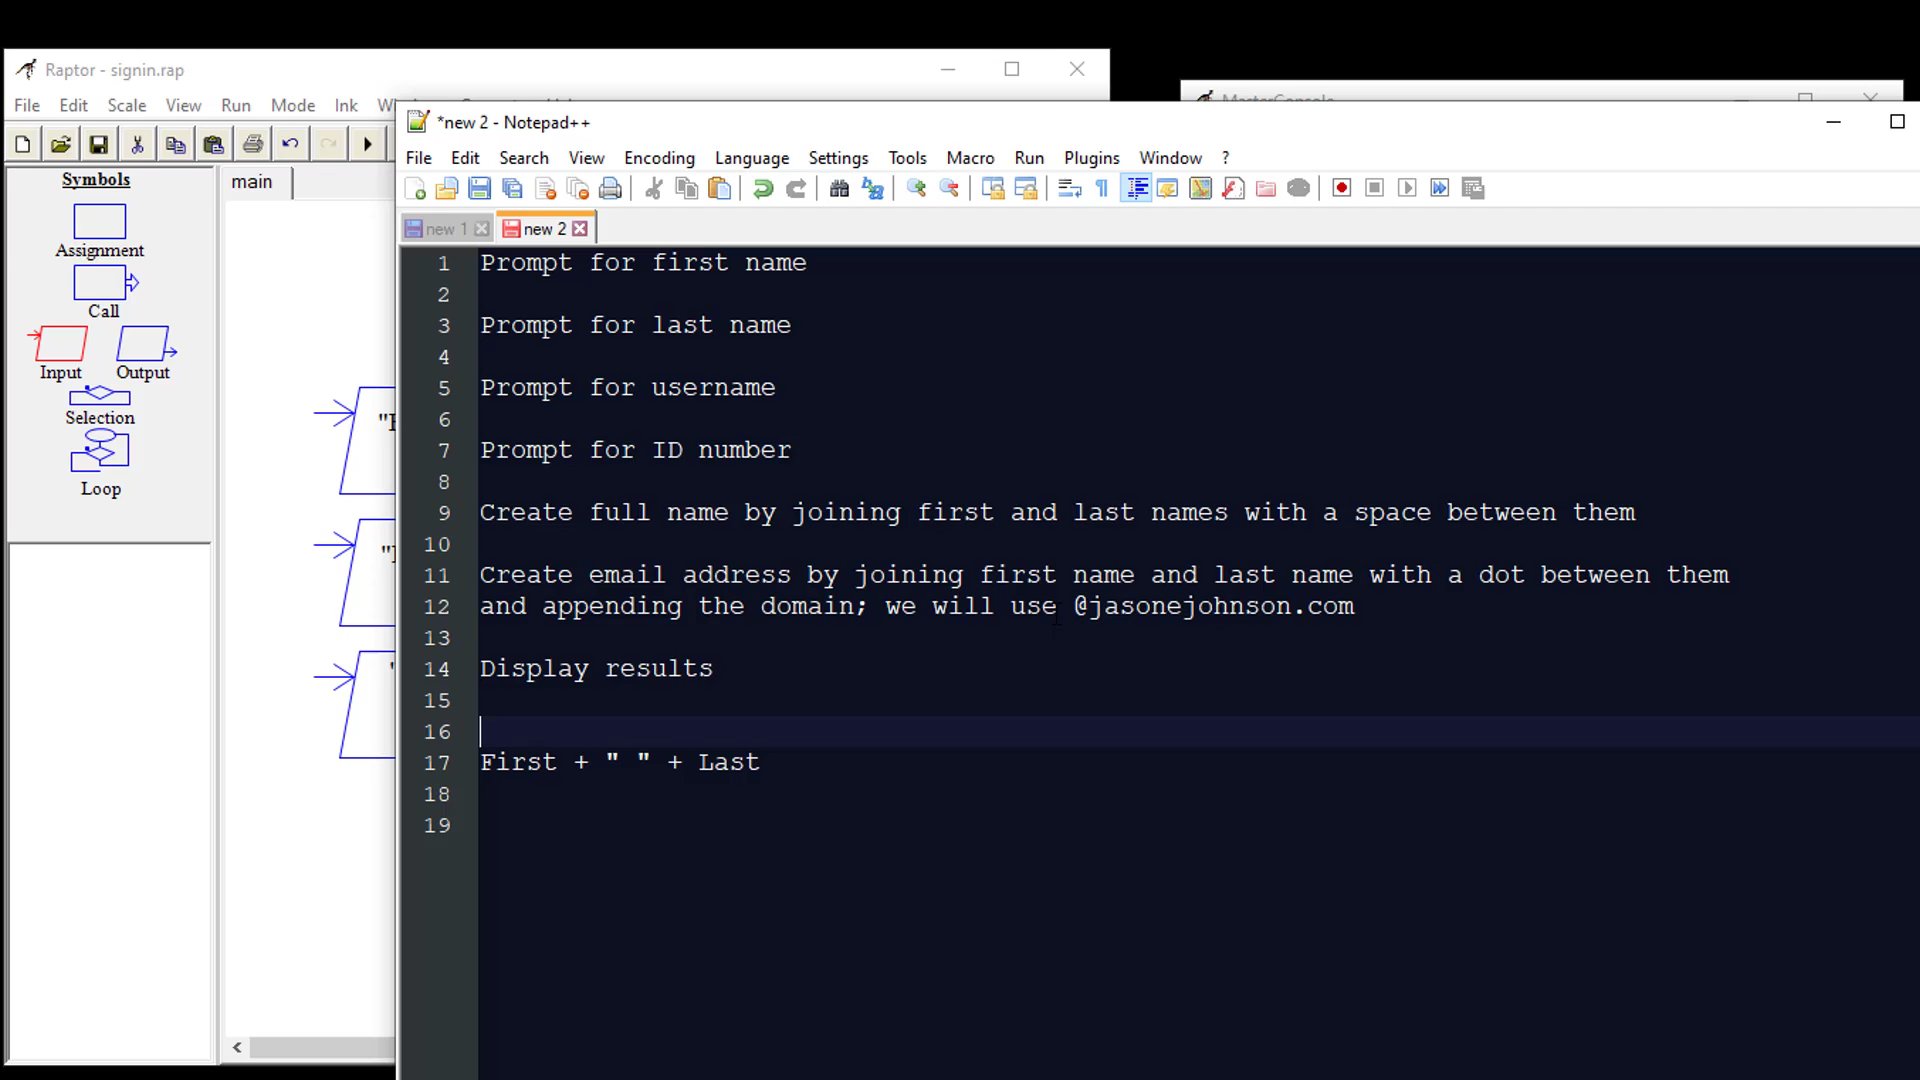 Raptor - signin.rap
File Edit Scale View Run Mode Ink
Symbols
main
Assignment
Call
Input Output
Selection
Loop
MasterConsole
*new 2 - Notepad++
File Edit Search View Encoding Language Settings Tools Macro Run Plugins Window ?
new 1 new 2
1 Prompt for first name
2
3 Prompt for last name
4
5 Prompt for username
6
7 Prompt for ID number
8
9 Create full name by joining first and last names with a space between them
10
11 Create email address by joining first name and last name with a dot between them
12 and appending the domain; we will use @jasonejohnson.com
13
14 Display results
15
16
17 First + " " + Last
18
19